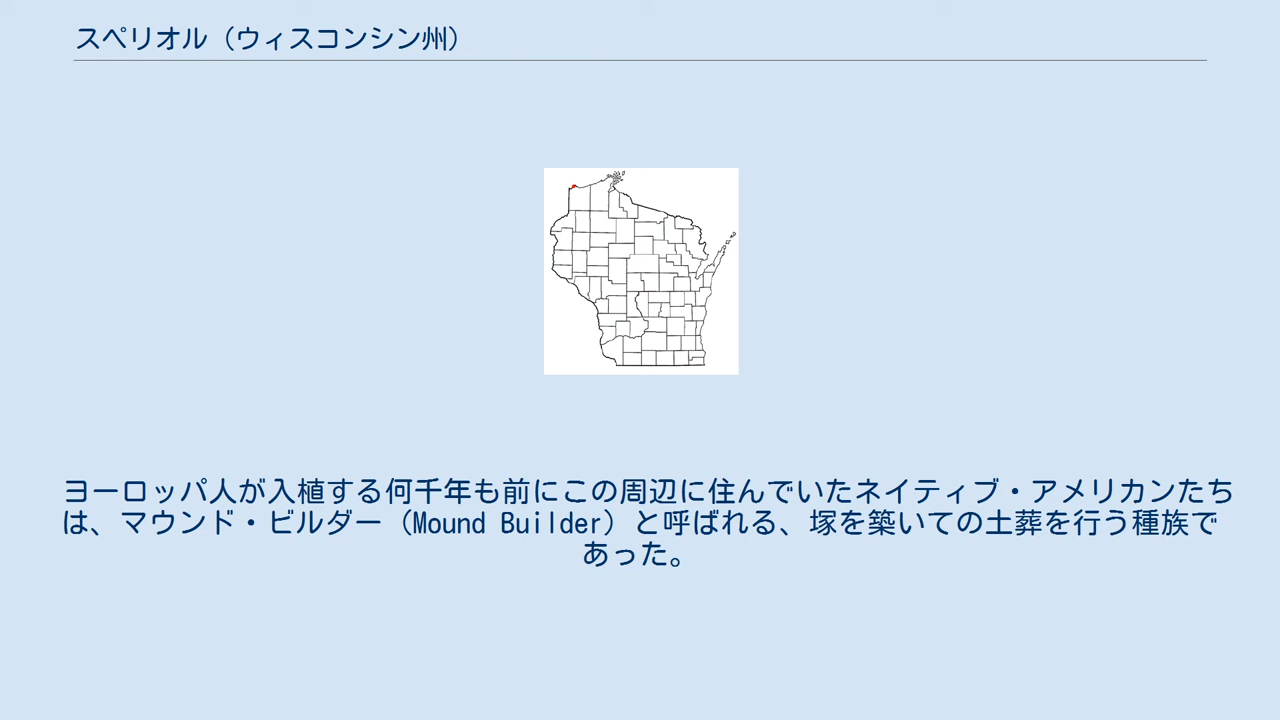 スペリオル（ウィスコンシン州）
ヨーロッパ人が入植する何千年も前にこの周辺に住んでいたネイティブ・アメリカンたち
は、マウンド・ビルダー（Mound Builder）と呼ばれる、塚を築いての土葬を行う種族で
あった。